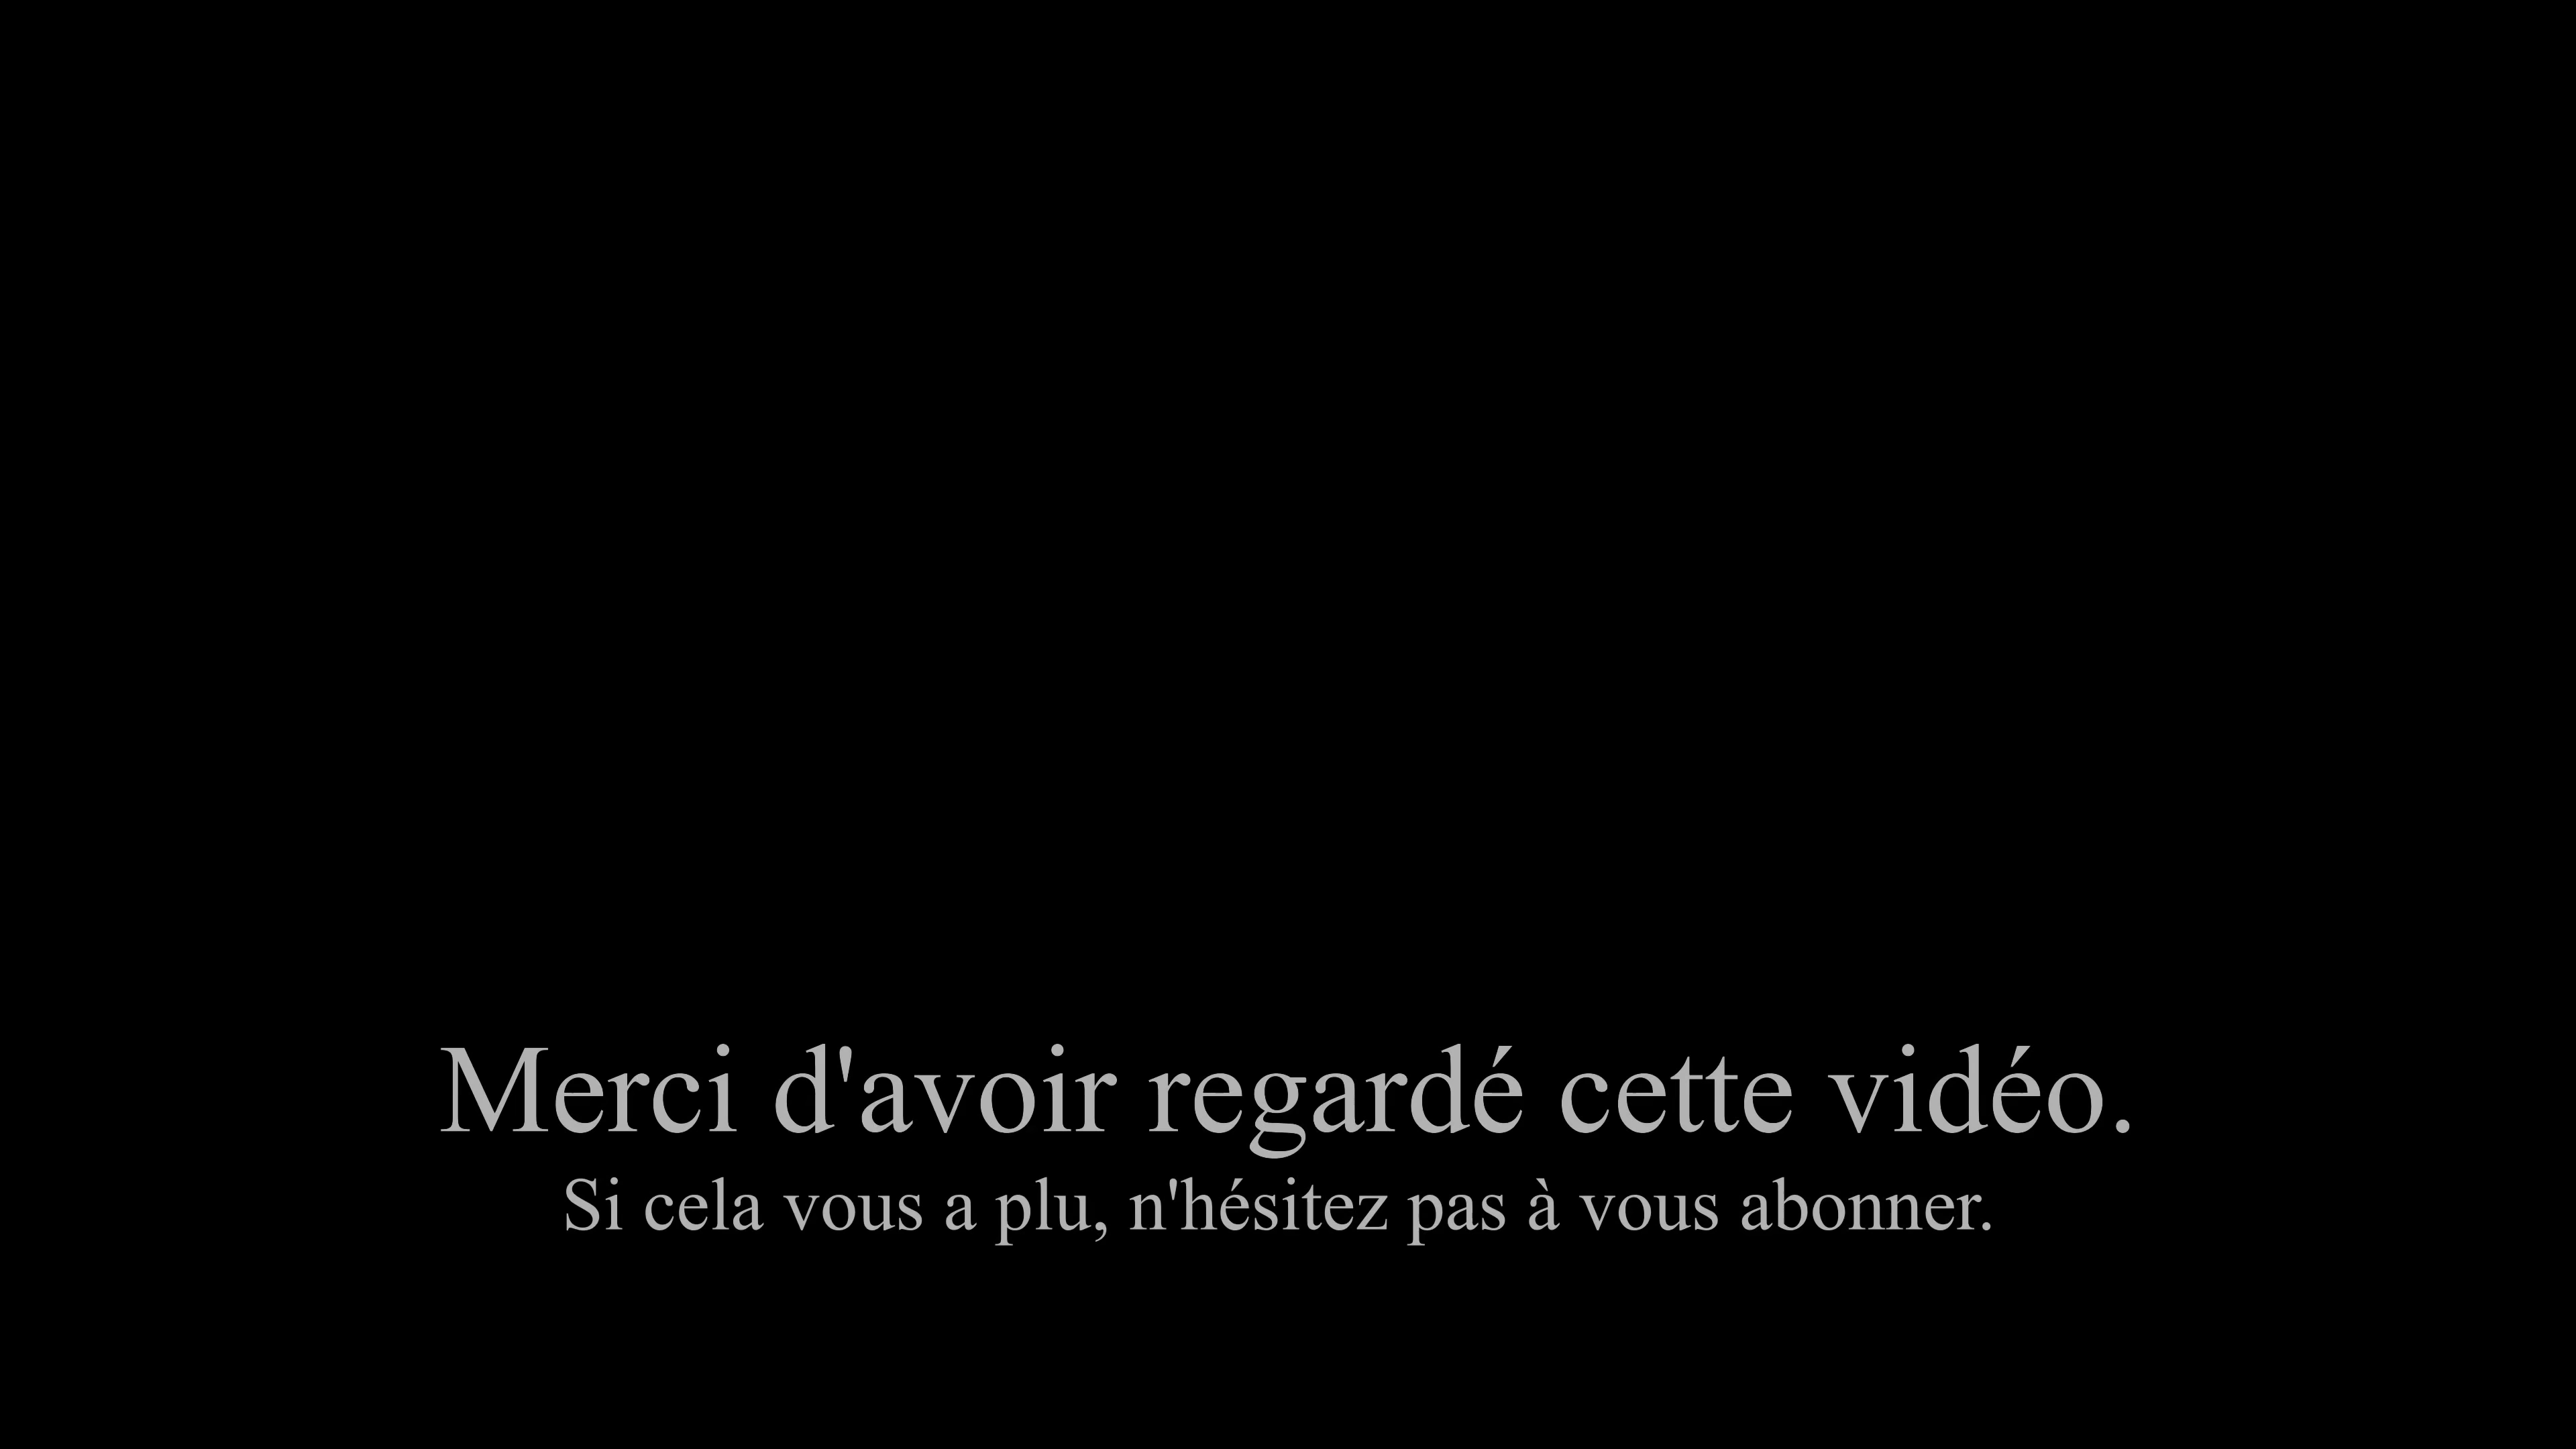 Merci d'avoir regardé cette vidéo.
Si cela vous a plu, n'hésitez pas à vous abonner.